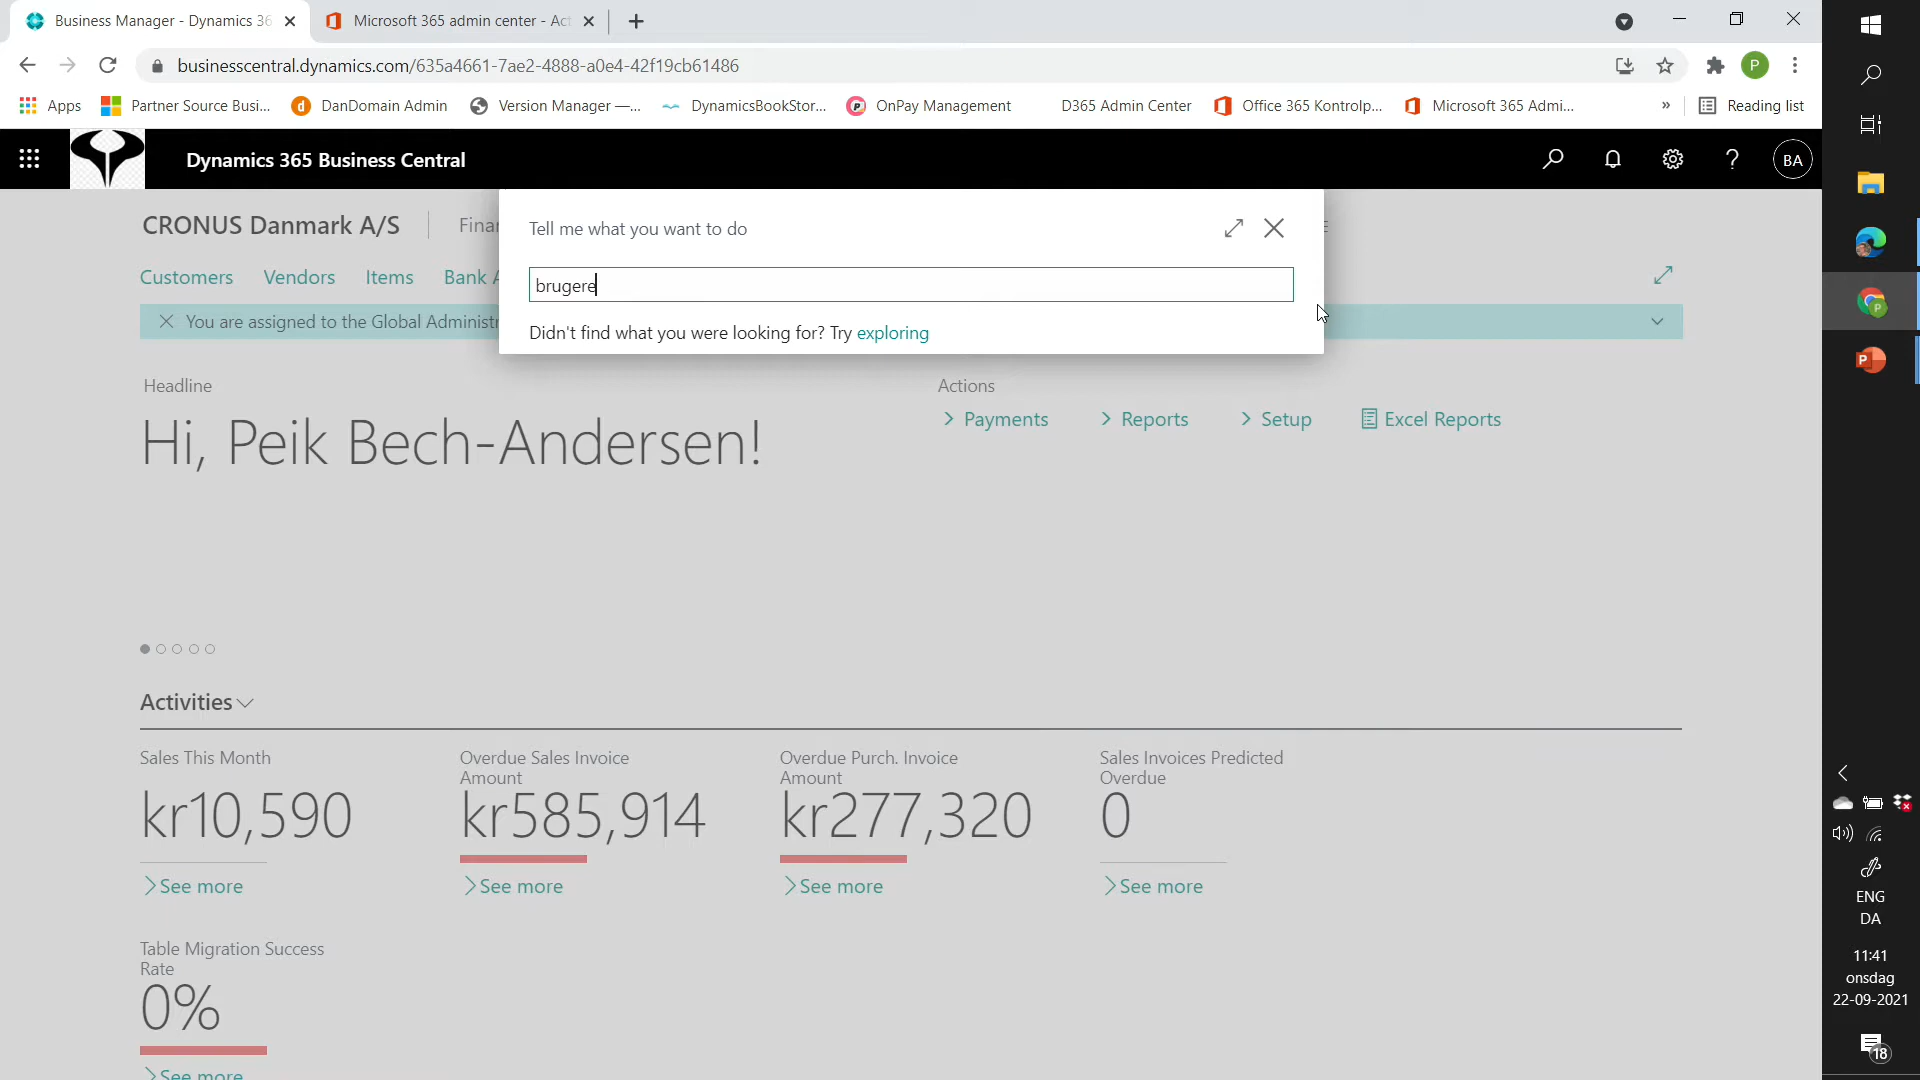 Business Manager - Dynamics 36
Microsoft 365 admin center - Act
businesscentral.dynamics.com/635a4661-7ae2-4888-a0e4-42f19cb61486
P
Apps
Partner Source Busi...
DanDomain Admin
Version Manager —...
DynamicsBookStor...
OnPay Management
D365 Admin Center
Office 365 Kontrolp...
Microsoft 365 Admi...
»
Reading list
Dynamics 365 Business Central
?
BA
CRONUS Danmark A/S
Finan
Tell me what you want to do
Customers
Vendors
Items
Bank A
brugere
You are assigned to the Global Administr
Didn't find what you were looking for? Try exploring
Headline
Hi, Peik Bech-Andersen!
Actions
Payments
Reports
Setup
Excel Reports
Activities
Sales This Month
kr10,590
See more
Overdue Sales Invoice
Amount
kr585,914
See more
Overdue Purch. Invoice
Amount
kr277,320
See more
Sales Invoices Predicted
Overdue
0
See more
Table Migration Success
Rate
0%
See more
P
P
ENG
DA
11:41
onsdag
22-09-2021
18